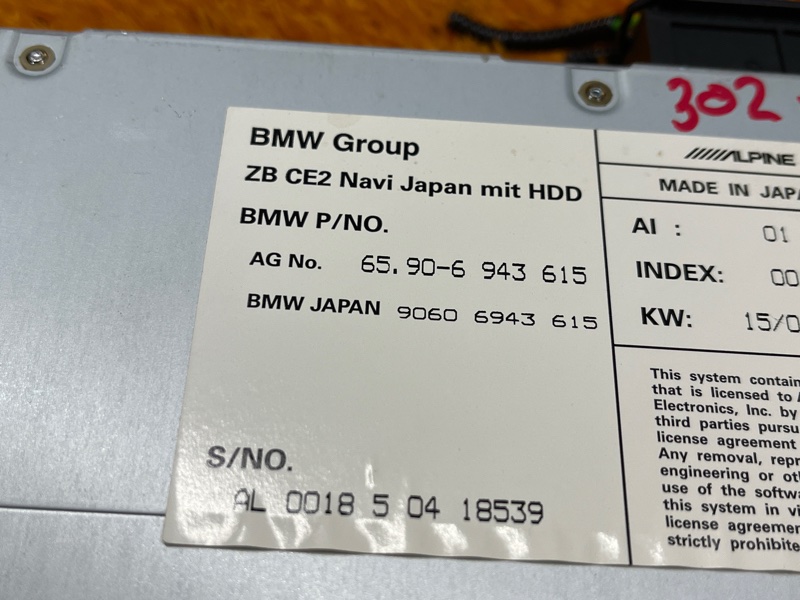 302
BMW Group
ZB CE2 Navi Japan mit HDD
BMW P/NO.
AG No. 65.90-6 943 615
BMW JAPAN 9060 6943 615
S/NO.
AL 0018 5 04 18539
ALPINE
MADE IN JAPA
AI : 01
INDEX: 00
KW: 15/0
This system contain
that is licensed to A
Electronics, Inc. by
third parties pursu
license agreement
Any removal, repr
engineering or oth
use of the softwa
this system in vi
license agreemen
strictly prohibite